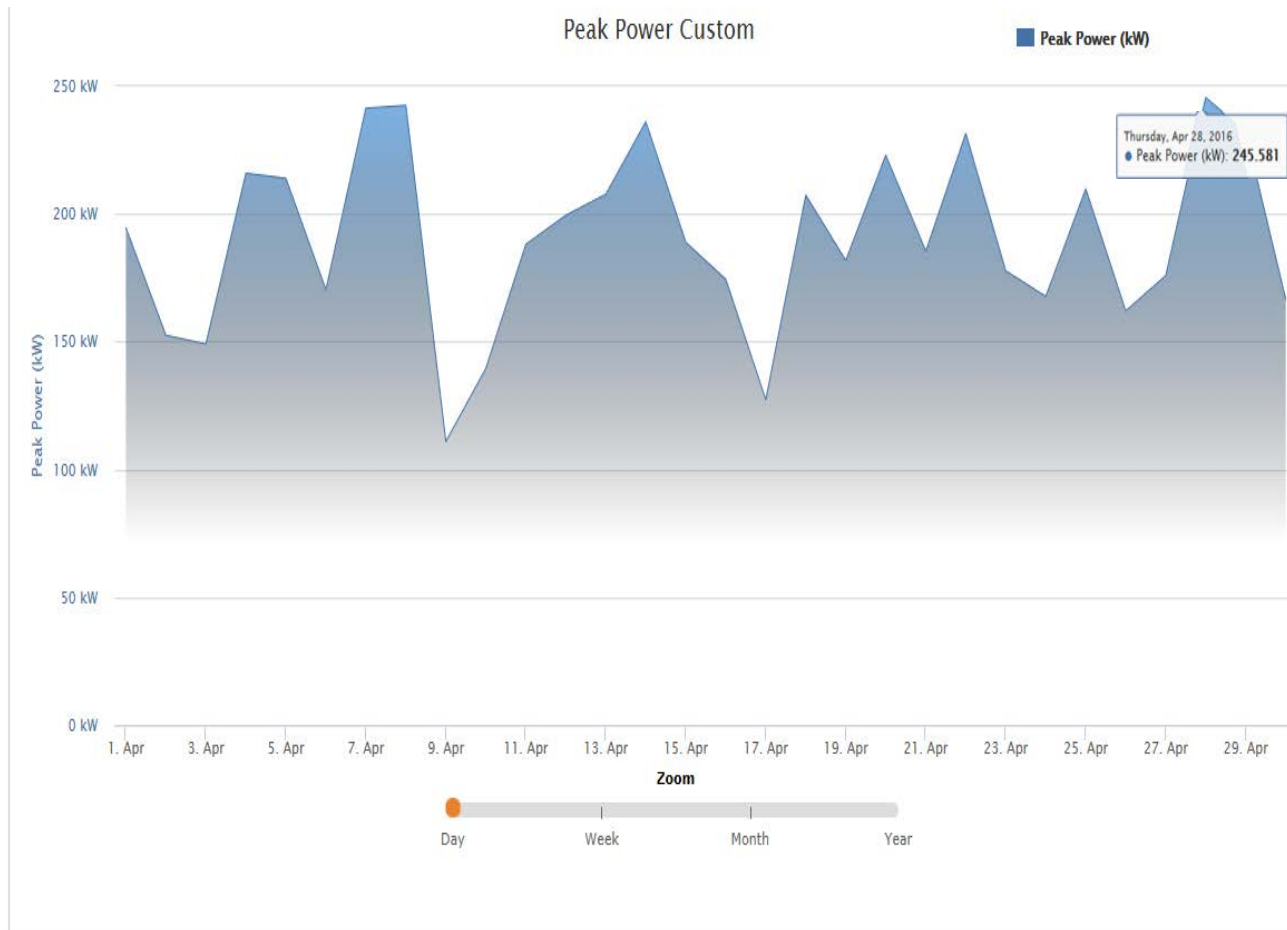 Peak Power Custom
Peak Power (kW)
250 kW
200 kW
150 kW
100 kW
50 kW
0 kW
Peak Power (kW)
Thursday, Apr 28, 2016
● Peak Power (kW): 245.581
1. Apr 3. Apr 5. Apr 7. Apr 9. Apr 11. Apr 13. Apr 15. Apr 17. Apr 19. Apr 21. Apr 23. Apr 25. Apr 27. Apr 29. Apr
Zoom
Day Week Month Year